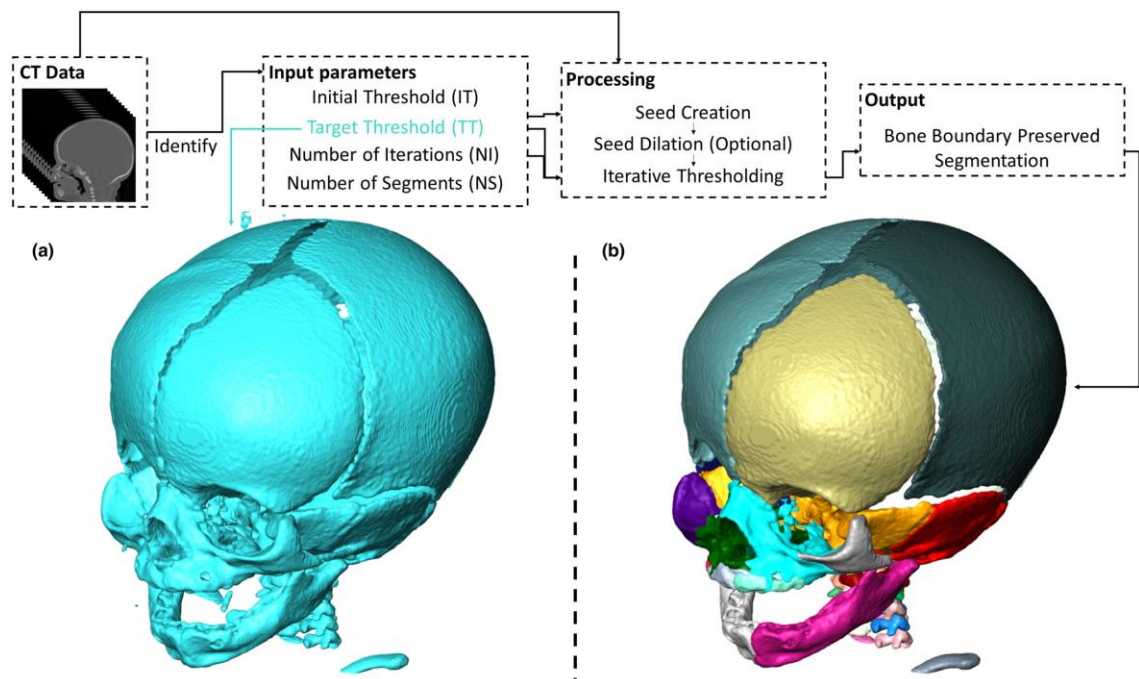 CT Data
Identify
Input parameters
Initial Threshold (IT)
Target Threshold (TT)
Number of Iterations (NI)
Number of Segments (NS)
Processing
Seed Creation
Seed Dilation (Optional)
Iterative Thresholding
Output
Bone Boundary Preserved
Segmentation
(a)
(b)